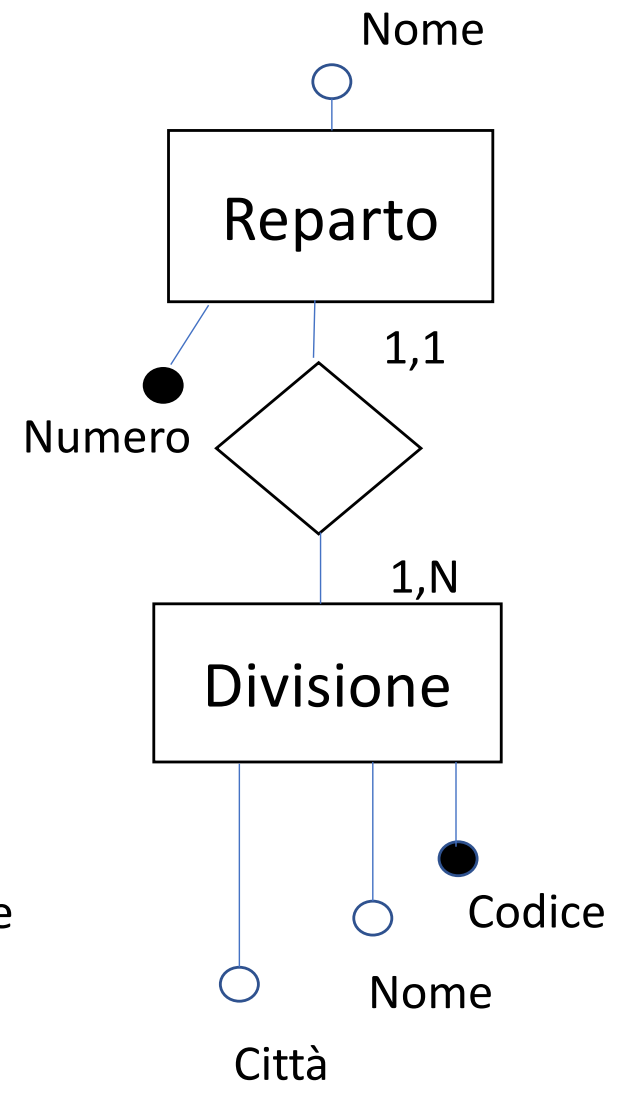 Nome
Reparto
1,1
Numero
1,N
Divisione
Codice
e
Nome
Città